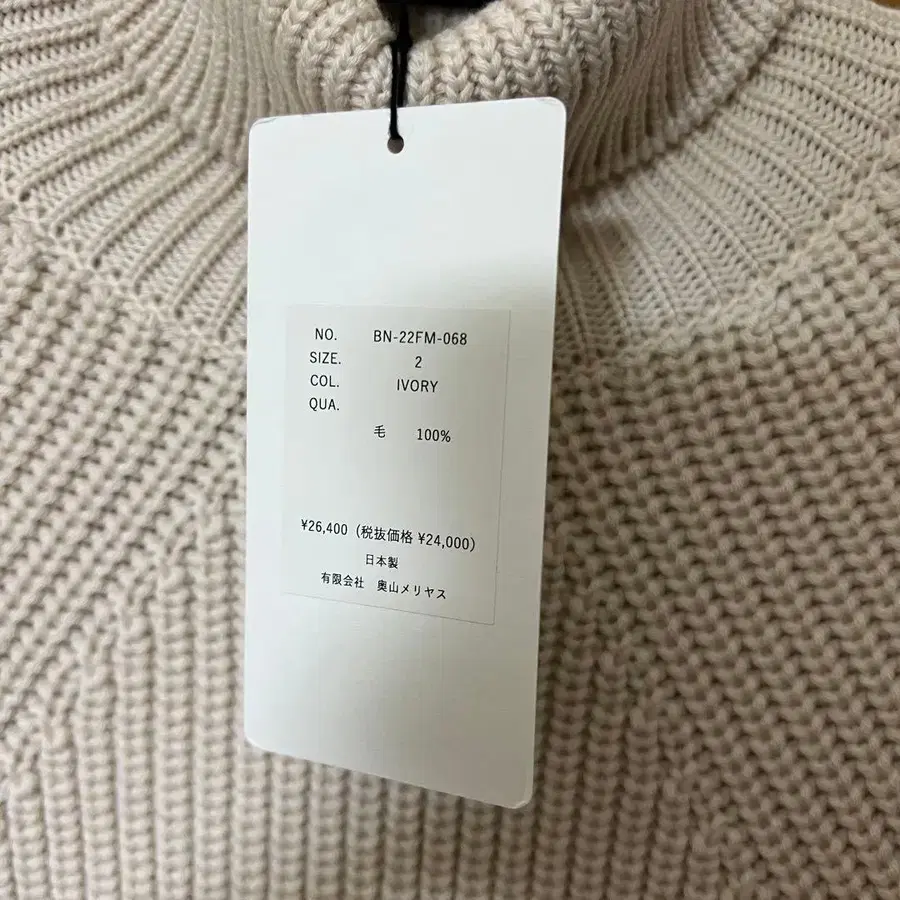 NO. BN-22FM-068
SIZE. 2
COL. IVORY
QUA.
毛 100%
¥26,400（税抜価格 ¥24,000）
日本製
有限会社 奥山メリヤス